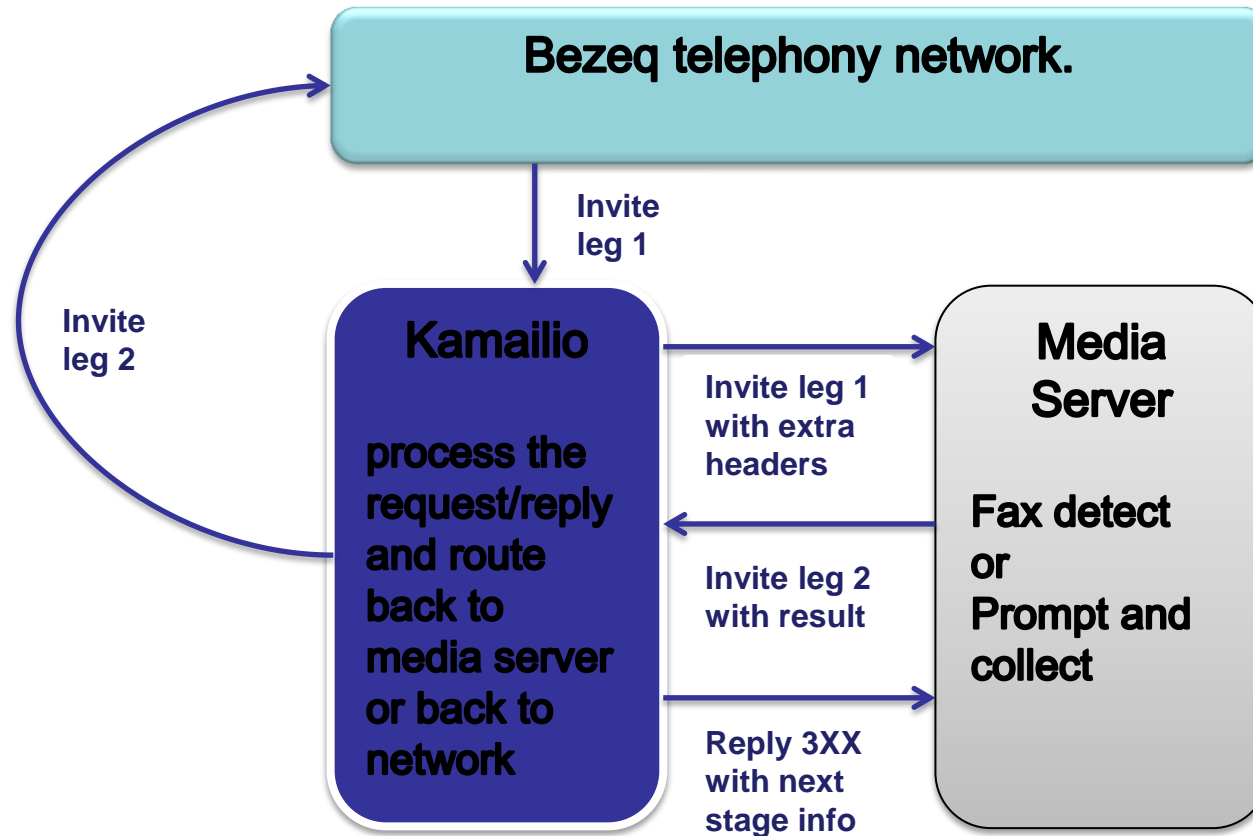 Bezeq telephony network.
Invite
leg 1
Invite
leg 2
Kamailio
process the
request/reply
and route
back to
media server
or back to
network
Invite leg 1
with extra
headers
Invite leg 2
with result
Reply 3XX
with next
stage info
Media
Server
Fax detect
or
Prompt and
collect